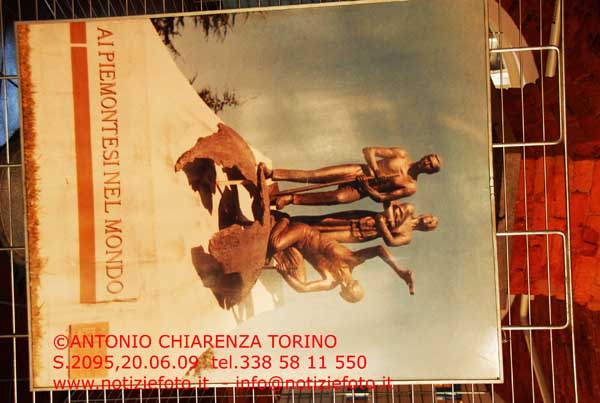 AI PIEMONTESI NEL MONDO
©ANTONIO CHIARENZA TORINO
S.2095,20.06.09 tel.338 58 11 550
www.notiziefoto.it - info@notiziefoto.it